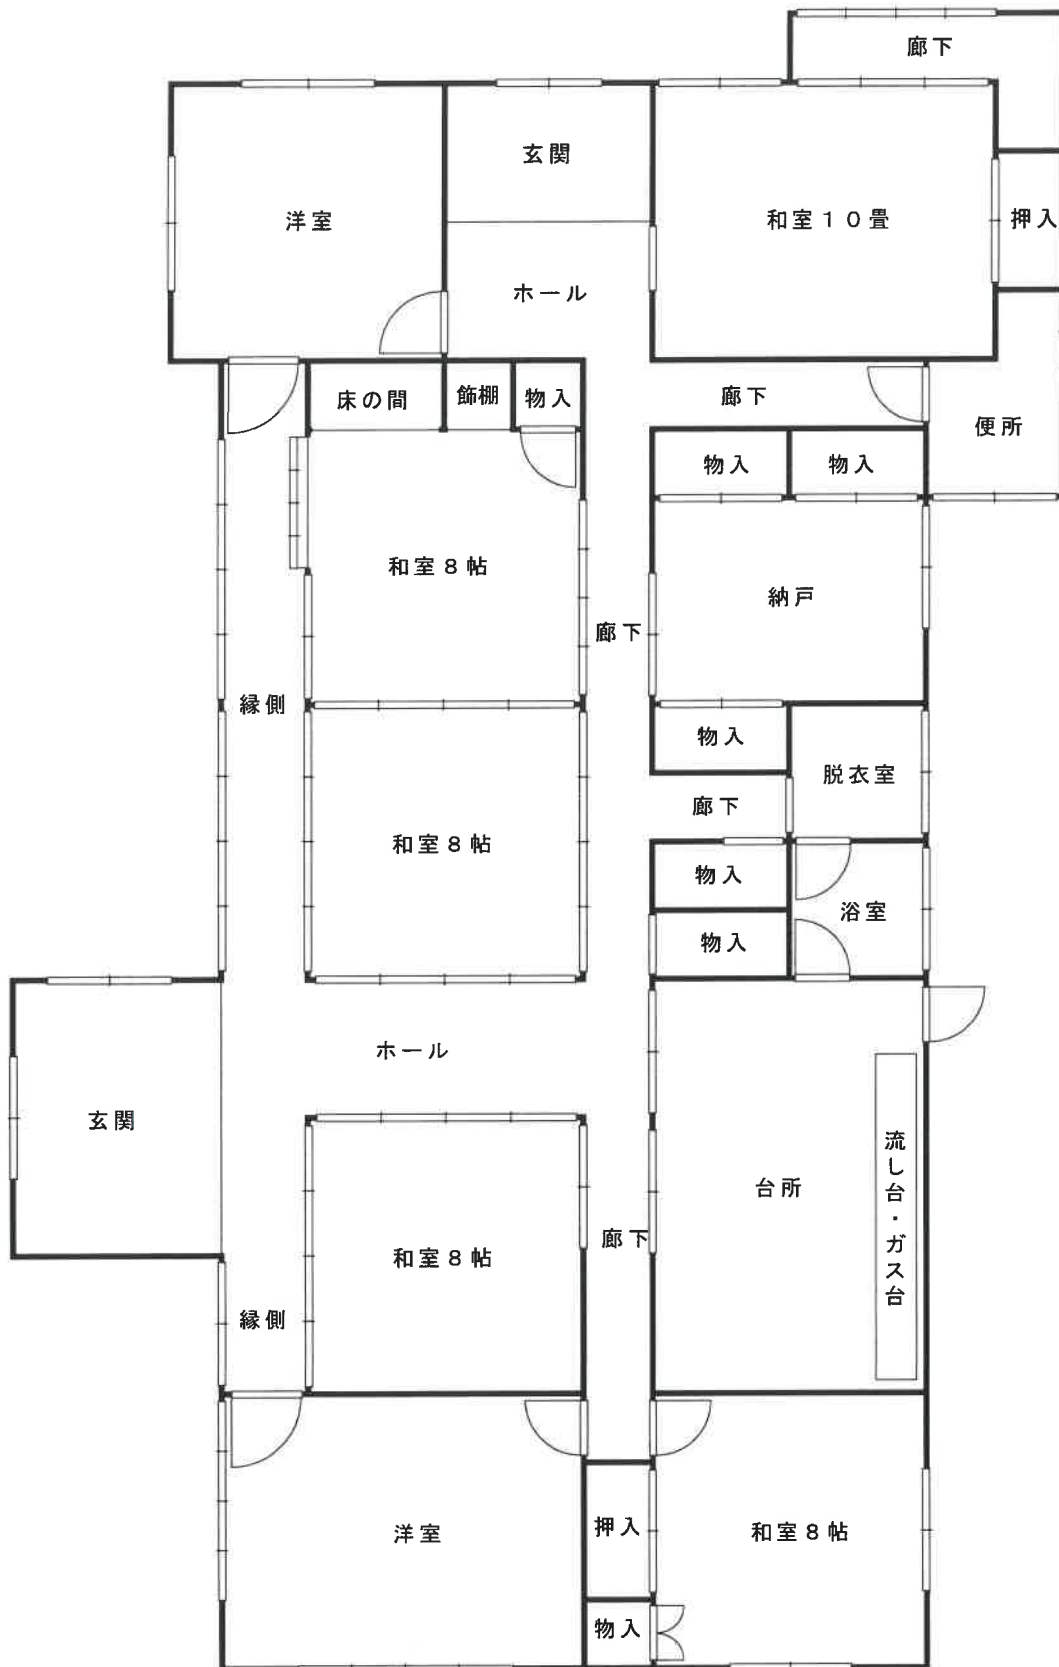 廊下
玄関
洋室
和室１０畳
押入
ホール
床の間
飾棚
物入
廊下
便所
物入
物入
和室８帖
納戸
廊下
縁側
物入
脱衣室
廊下
和室８帖
物入
浴室
物入
ホール
玄関
台所
流し台・ガス台
廊下
和室８帖
縁側
洋室
押入
和室８帖
物入